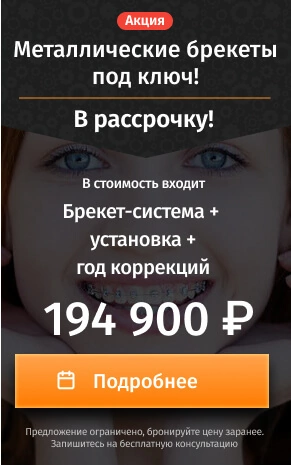 Акция
Металлические брекеты
под ключ!
В рассрочку!
В стоимость входит
Брекет-система +
установка +
год коррекций
194 900 ₽
Подробнее
Предложение ограничено, бронируйте цену заранее.
Запишитесь на бесплатную консультацию